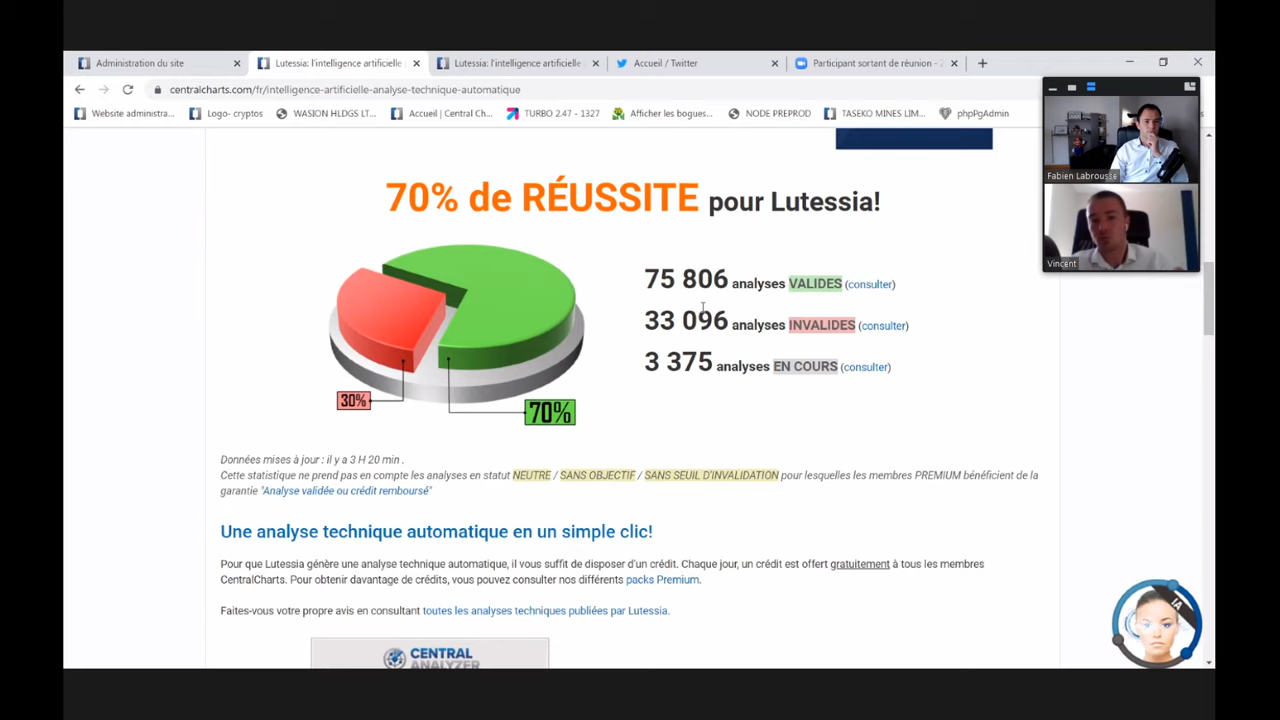 Administration du site
Lutessia: l'intelligence artificielle
Lutessia: l'intelligence artificielle
Accueil / Twitter
Participant sortant de réunion - Z
centralcharts.com/fr/intelligence-artificielle-analyse-technique-automatique
Website administra...
Logo- cryptos
WASION HLDGS LT...
Accueil | Central Ch...
TURBO 2.47 - 1327
Afficher les bogues...
NODE PREPROD
TASEKO MINES LIM...
phpPgAdmin
Fabien Labrousse
Vincent
70% de RÉUSSITE pour Lutessia!
75 806 analyses VALIDES (consulter)
33 096 analyses INVALIDES (consulter)
3 375 analyses EN COURS (consulter)
30%
70%
Données mises à jour : il y a 3 H 20 min .
Cette statistique ne prend pas en compte les analyses en statut NEUTRE / SANS OBJECTIF / SANS SEUIL D'INVALIDATION pour lesquelles les membres PREMIUM bénéficient de la
garantie "Analyse validée ou crédit remboursé"
Une analyse technique automatique en un simple clic!
Pour que Lutessia génère une analyse technique automatique, il vous suffit de disposer d'un crédit. Chaque jour, un crédit est offert gratuitement à tous les membres
CentralCharts. Pour obtenir davantage de crédits, vous pouvez consulter nos différents packs Premium.
Faites-vous votre propre avis en consultant toutes les analyses techniques publiées par Lutessia.
IA
CENTRAL
ANALYZER